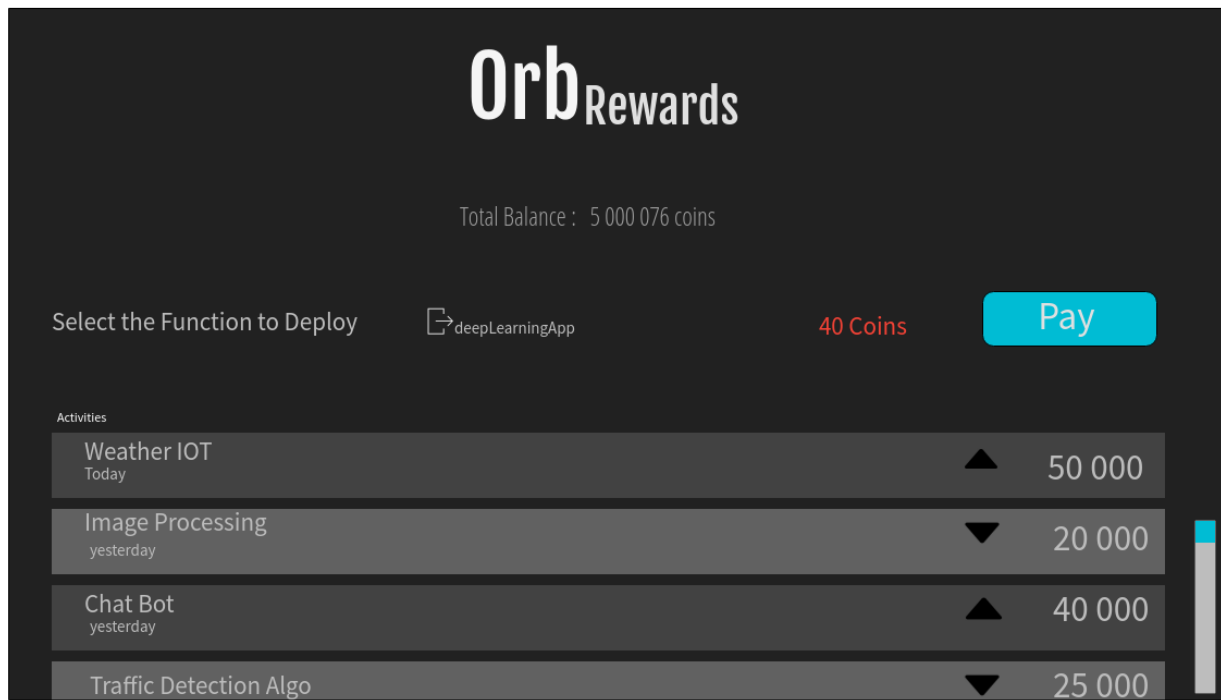 Orb Rewards
Total Balance : 5 000 076 coins
Select the Function to Deploy deepLearningApp 40 Coins Pay
Activities
Weather IOT 50 000
Today
Image Processing 20 000
yesterday
Chat Bot 40 000
yesterday
Traffic Detection Algo 25 000